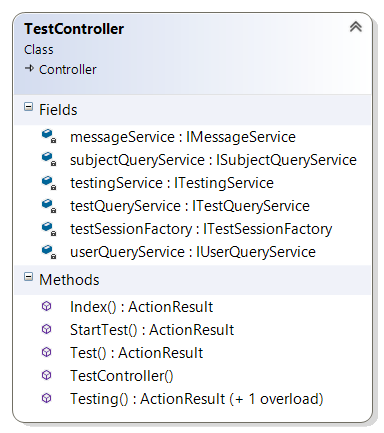 TestController
Class
Controller
Fields
messageService : IMessageService
subjectQueryService : ISubjectQueryService
testingService : ITestingService
testQueryService : ITestQueryService
testSessionFactory : ITestSessionFactory
userQueryService : IUserQueryService
Methods
Index() : ActionResult
StartTest() : ActionResult
Test() : ActionResult
TestController()
Testing() : ActionResult (+ 1 overload)